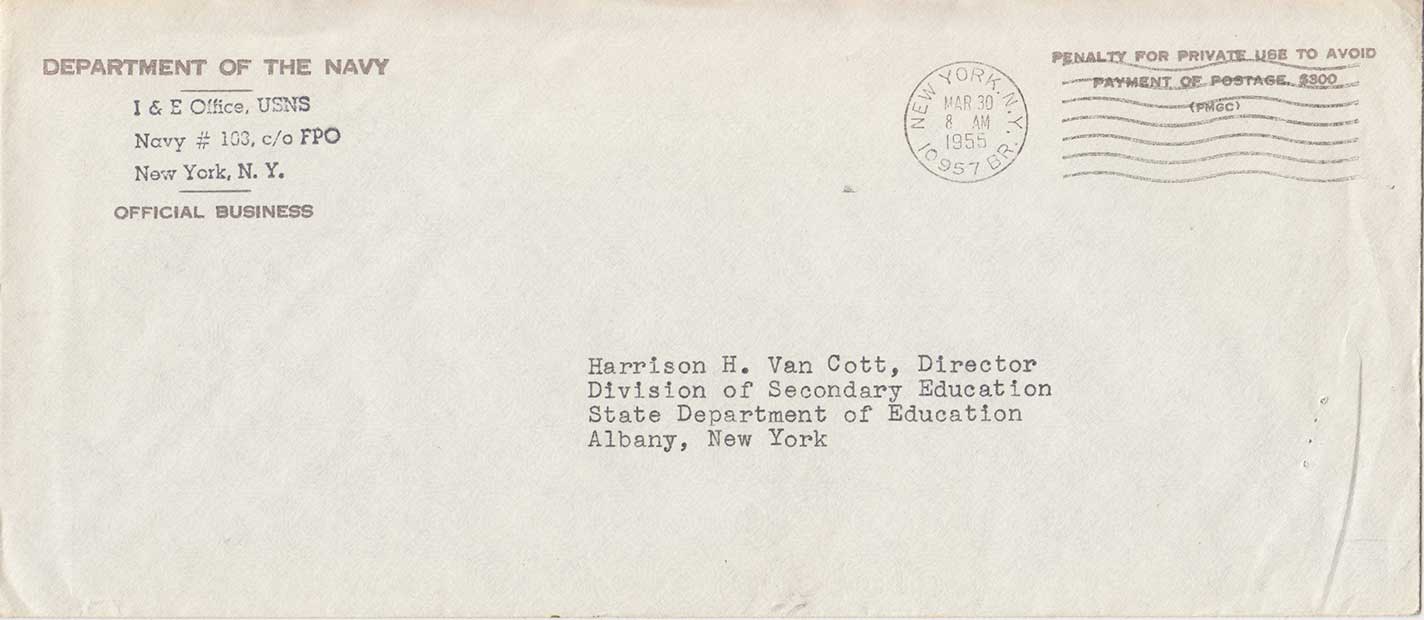 DEPARTMENT OF THE NAVY
I & E Office, USNS
Navy # 103, c/o FPO
New York, N. Y.
OFFICIAL BUSINESS
NEW YORK, N.Y.
MAR 30
8 AM
1955
10957 BR.
PENALTY FOR PRIVATE USE TO AVOID
PAYMENT OF POSTAGE, $300
(PMGC)
Harrison H. Van Cott, Director
Division of Secondary Education
State Department of Education
Albany, New York